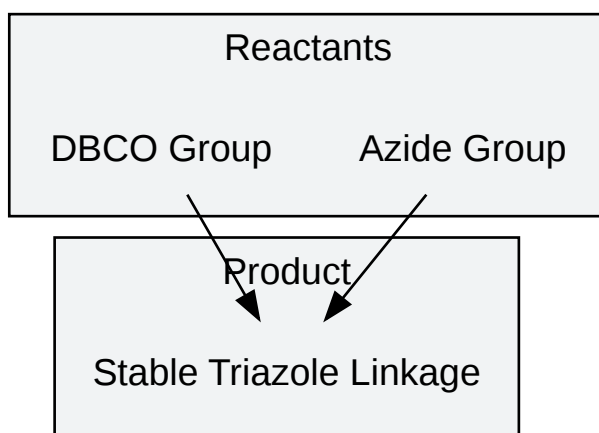 Reactants
DBCO Group
Azide Group
Product
Stable Triazole Linkage